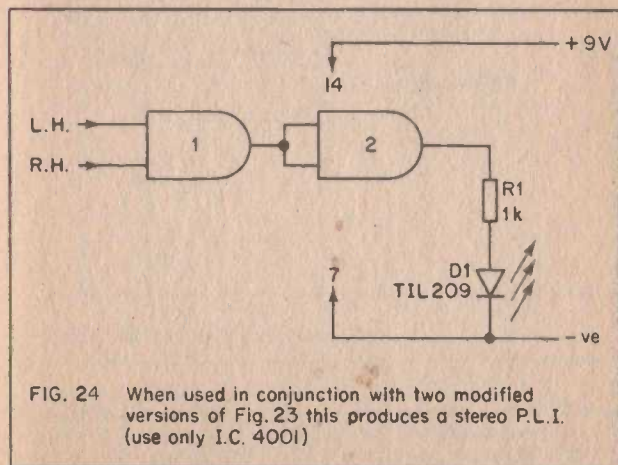 +9V
14
L.H.
R.H.
1
2
R1
1k
D1
TIL209
7
-ve
FIG. 24 When used in conjunction with two modified
versions of Fig. 23 this produces a stereo P.L.I.
(use only I.C. 4001)